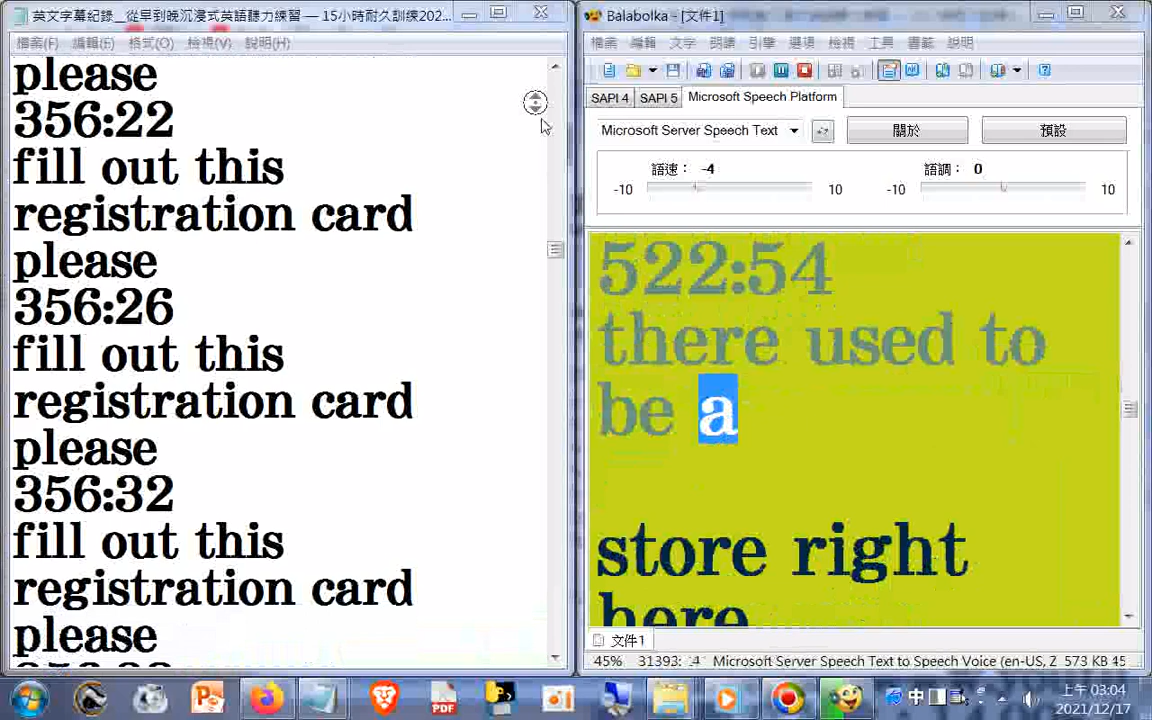 英文字幕紀錄__從早到晚沉浸式英語聽力練習 — 15小時耐久訓練202...
檔案(F) 編輯(E) 格式(O) 檢視(V) 說明(H)
please
356:22
fill out this
registration card
please
356:26
fill out this
registration card
please
356:32
fill out this
registration card
please
Balabolka - [文件1]
檔案 編輯 文字 朗讀 引擎 選項 檢視 工具 書籤 說明
SAPI 4 SAPI 5 Microsoft Speech Platform
Microsoft Server Speech Text 關於 預設
語速： -4 語調： 0
-10 10 -10 10
522:54
there used to
be a
store right
here
文件1
45% 31393: Microsoft Server Speech Text to Speech Voice (en-US, Z 573 KB 45
PDF 中 上午 03:04
2021/12/17